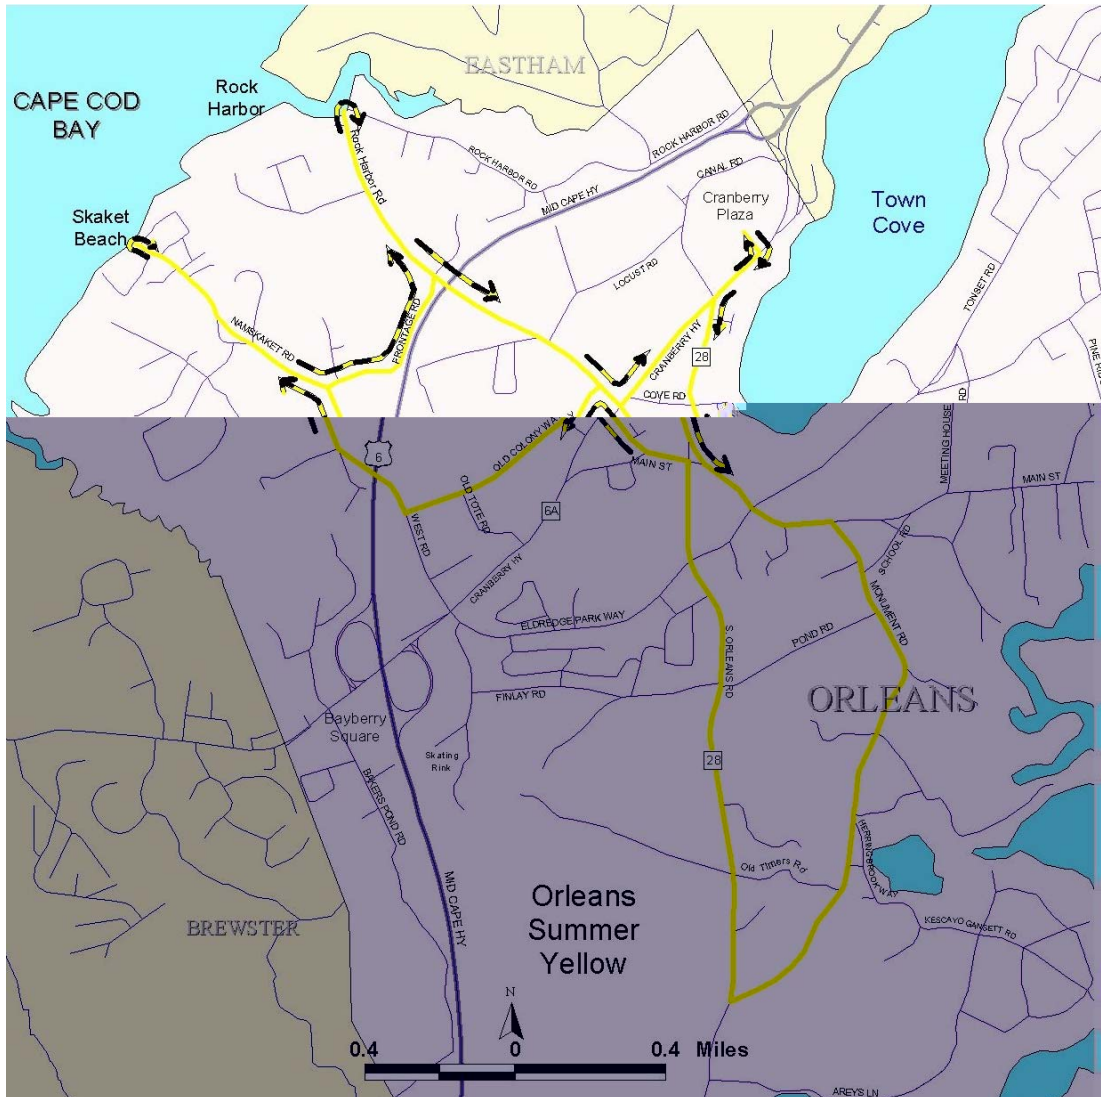 EASTHAM
Rock
Harbor
CAPE COD
BAY
ROCK HARBOR RD
Rock Harbor Rd
ROCK HARBOR RD
MID CAPE HY
CANAL RD
Cranberry
Plaza
Town
Cove
Skaket
Beach
LOCUST RD
TONSET RD
NAMSKAKET RD
FRONTAGE RD
CRANBERRY HY
28
COVE RD
MEETING HOUSE RD
6
OLD COLONY WAY
MAIN ST
MAIN ST
OLD TOTE RD
6A
WEST RD
SCHOOL RD
CRANBERRY HY
MONUMENT RD
ELDREDGE PARK WAY
S. ORLEANS RD
POND RD
FINLAY RD
ORLEANS
Bayberry
Square
Skating
Rink
28
BAKERS POND RD
HERRING BROOK WAY
Old Timers Rd
MID CAPE HY
Orleans
Summer
Yellow
BREWSTER
KESCAYO GANSETT RD
N
0.4 0 0.4 Miles
AREYS LN